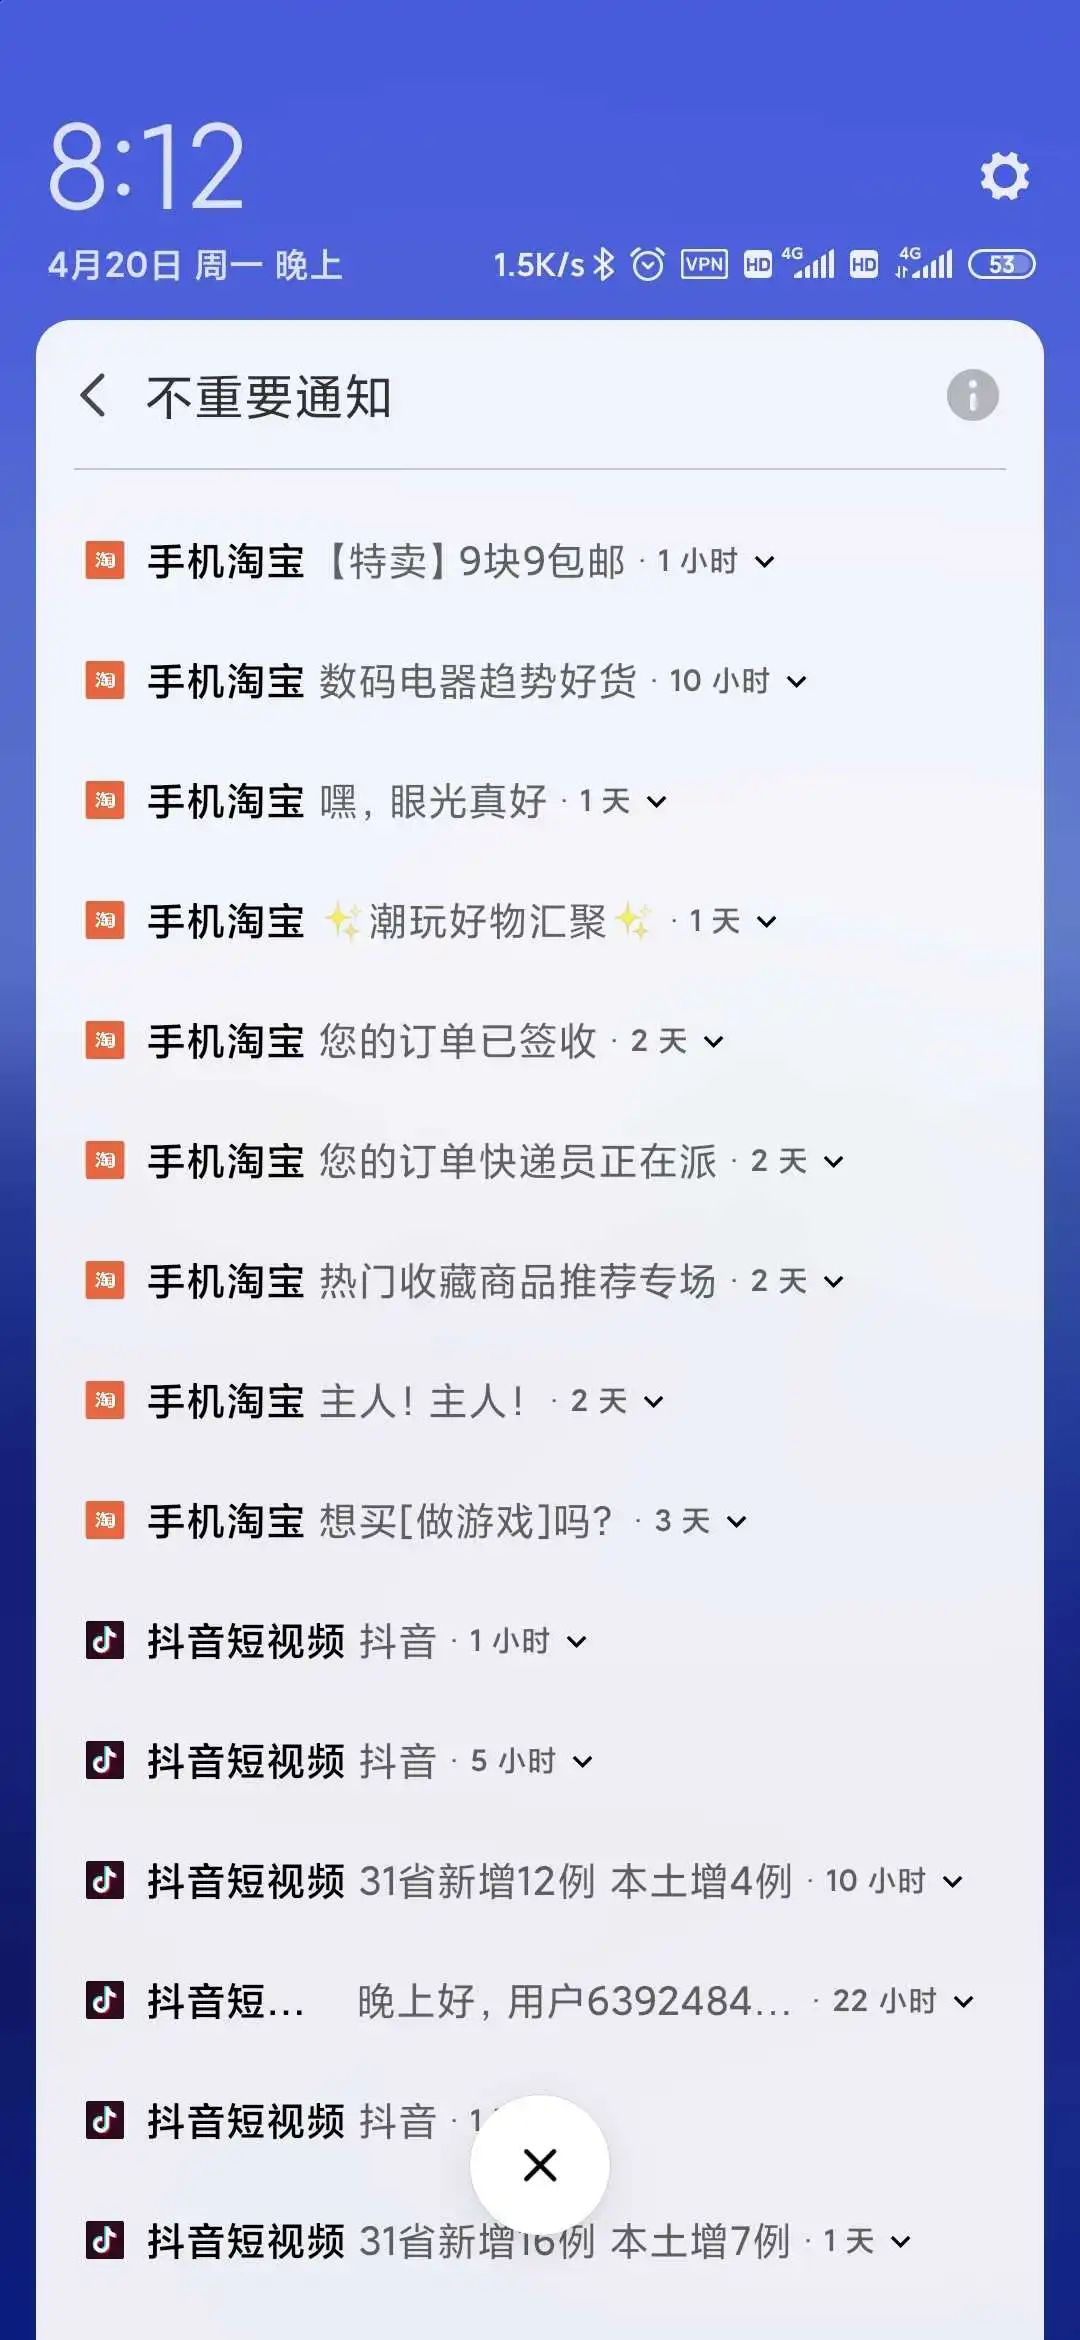 8:12
4月20日 周一 晚上 1.5K/s VPN HD 4G HD 4G 53
不重要通知
淘 手机淘宝 【特卖】9块9包邮 · 1 小时
淘 手机淘宝 数码电器趋势好货 · 10 小时
淘 手机淘宝 嘿，眼光真好 · 1 天
淘 手机淘宝 ✨潮玩好物汇聚✨ · 1 天
淘 手机淘宝 您的订单已签收 · 2 天
淘 手机淘宝 您的订单快递员正在派 · 2 天
淘 手机淘宝 热门收藏商品推荐专场 · 2 天
淘 手机淘宝 主人！主人！ · 2 天
淘 手机淘宝 想买[做游戏]吗？ · 3 天
抖音短视频 抖音 · 1 小时
抖音短视频 抖音 · 5 小时
抖音短视频 31省新增12例 本土增4例 · 10 小时
抖音短... 晚上好，用户6392484... · 22 小时
抖音短视频 抖音 · 1
抖音短视频 31省新增16例 本土增7例 · 1 天